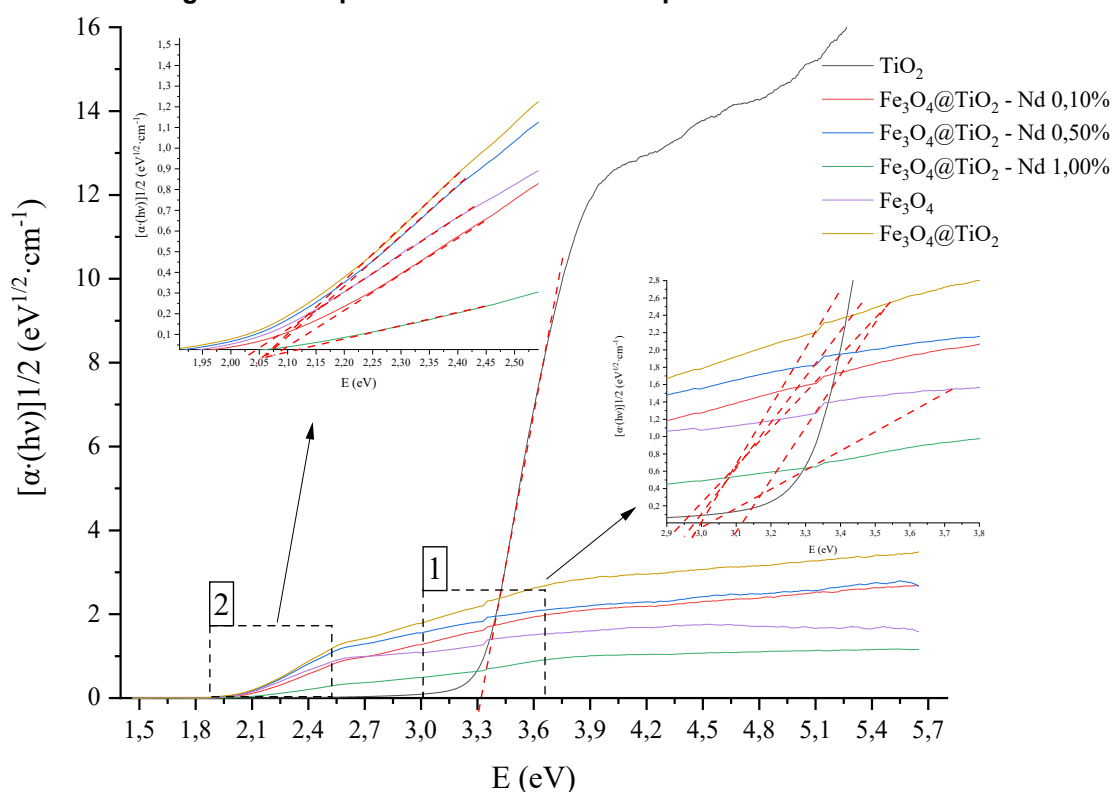 16
14
12
10
8
6
4
2
0
[α·(hν)]1/2 (eV1/2·cm-1)
1,5 2,1 2,4 2,7 3,0 3,3 3,6 3,9 4,2 4,5 4,8 5,1 5,4 5,7
1,8
E (eV)
TiO2
Fe3O4@TiO2 - Nd 0,10%
Fe3O4@TiO2 - Nd 0,50%
Fe3O4@TiO2 - Nd 1,00%
Fe3O4
Fe3O4@TiO2
1,5
1,4
1,3
1,2
1,1
1,0
0,9
0,8
0,7
0,6
0,5
0,4
0,3
0,2
0,1
[α·(hν)]1/2 (eV1/2·cm-1)
1,95 2,00 2,05 2,10 2,15 2,20 2,25 2,30 2,35 2,40 2,45 2,50
E (eV)
2,8
2,6
2,4
2,2
2,0
1,8
1,6
1,4
1,2
1,0
0,8
0,6
0,4
0,2
[α·(hν)]1/2 (eV1/2·cm-1)
2,9 3,0 3,1 3,2 3,3 3,4 3,5 3,6 3,7 3,8
E (eV)
1
2